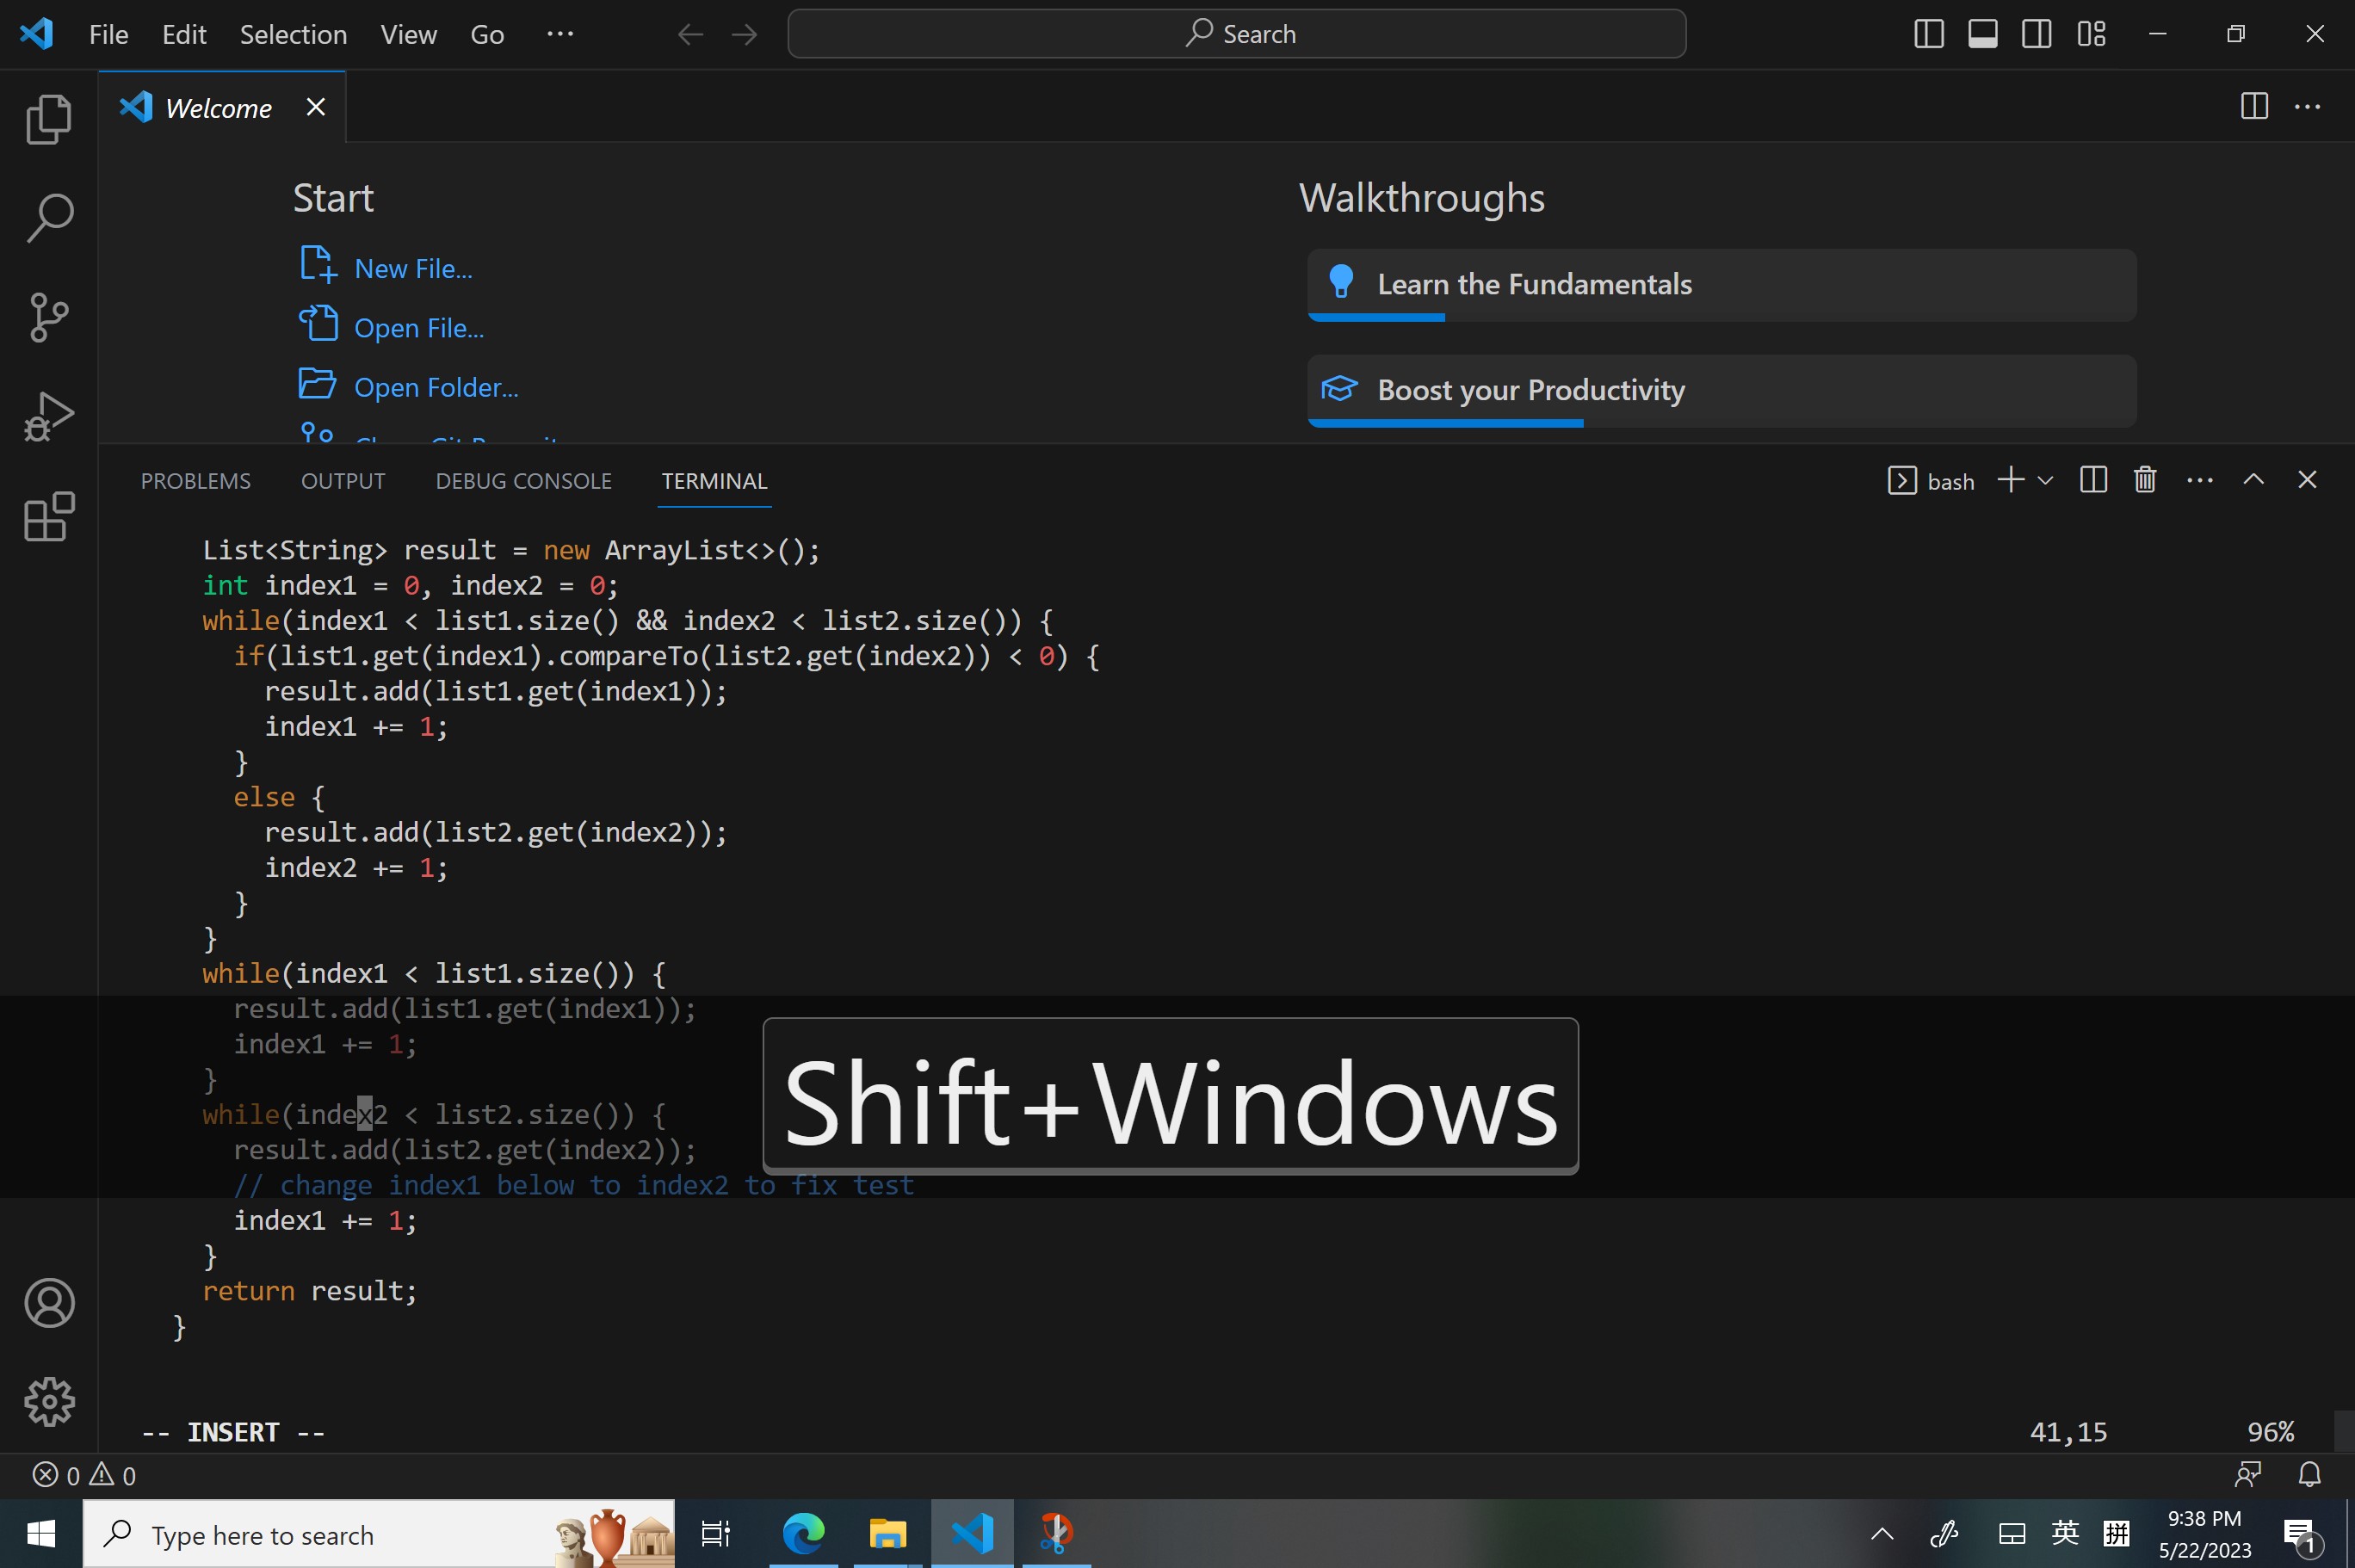 File Edit Selection View Go ···
Search
Welcome
Start
Walkthroughs
New File...
Learn the Fundamentals
Open File...
Open Folder...
Boost your Productivity
PROBLEMS OUTPUT DEBUG CONSOLE TERMINAL
bash
List<String> result = new ArrayList<>();
int index1 = 0, index2 = 0;
while(index1 < list1.size() && index2 < list2.size()) {
if(list1.get(index1).compareTo(list2.get(index2)) < 0) {
result.add(list1.get(index1));
index1 += 1;
}
else {
result.add(list2.get(index2));
index2 += 1;
}
}
while(index1 < list1.size()) {
result.add(list1.get(index1));
index1 += 1;
}
while(index2 < list2.size()) {
result.add(list2.get(index2));
// change index1 below to index2 to fix test
index1 += 1;
}
return result;
}
Shift+Windows
-- INSERT --
41,15
96%
0 0
Type here to search
英
拼
9:38 PM
5/22/2023
1